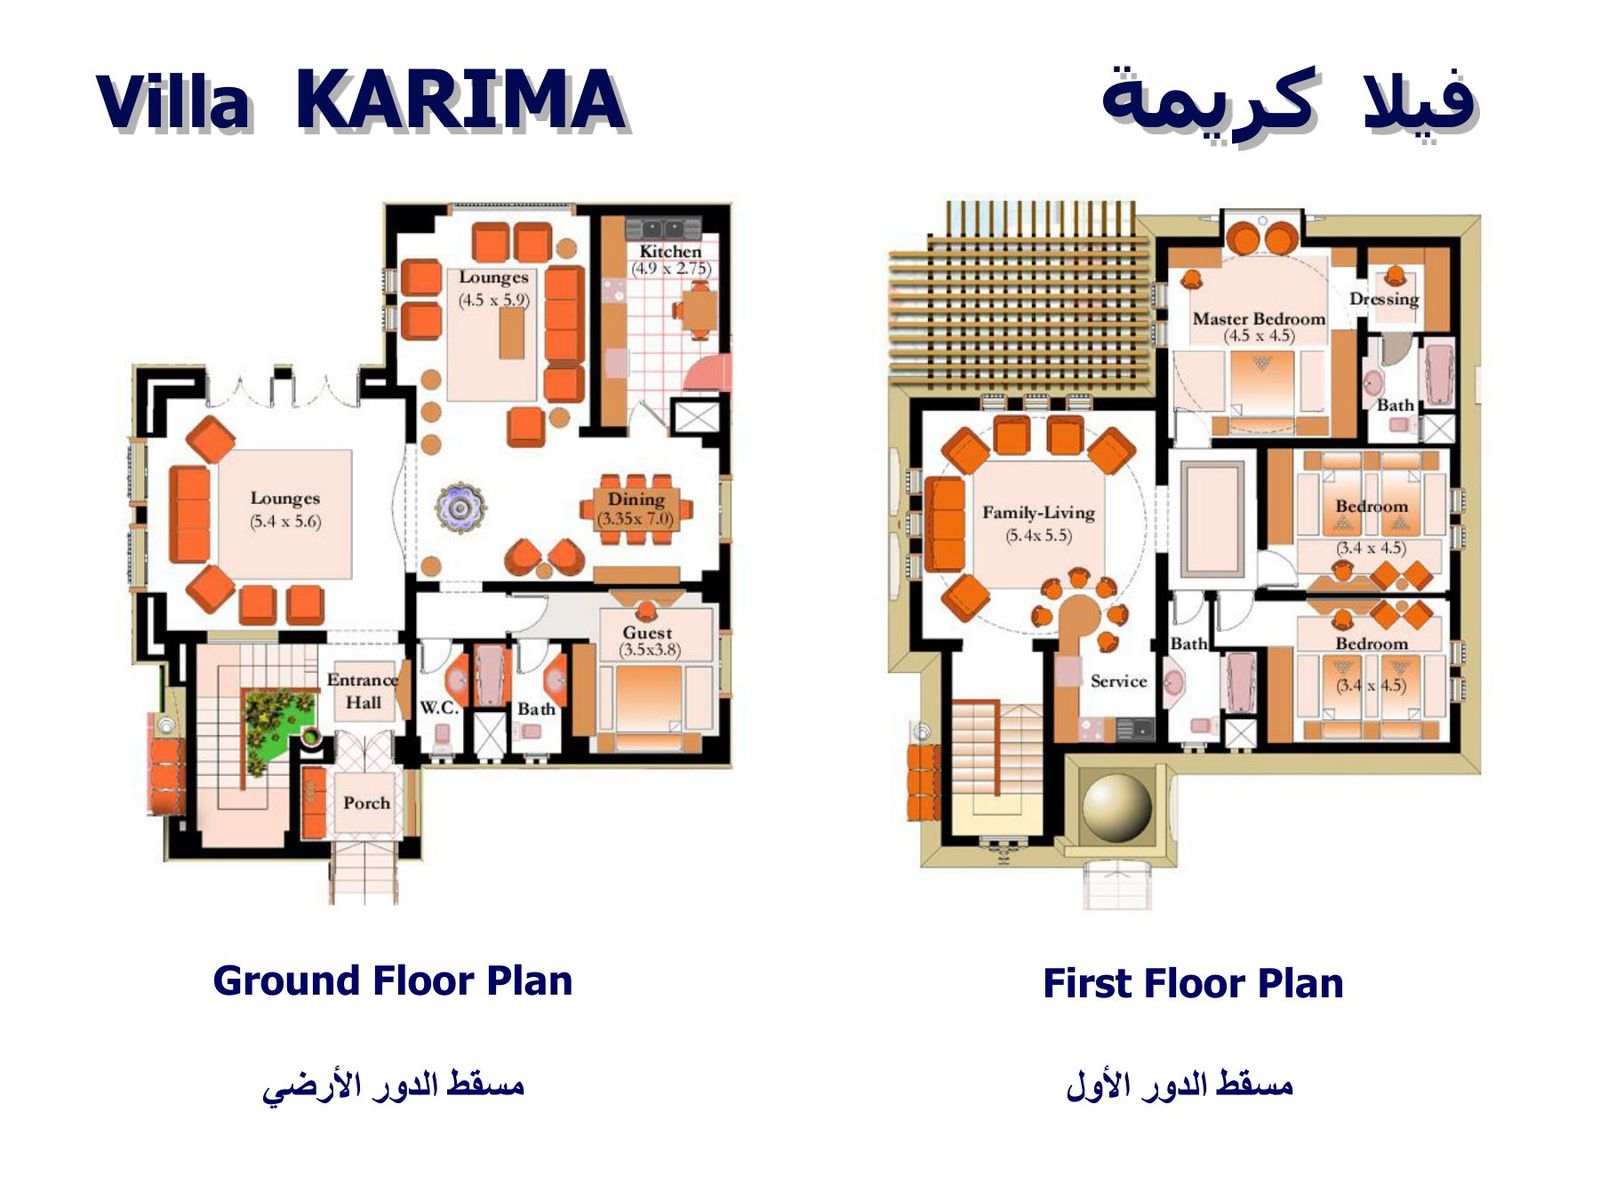 Villa KARIMA
فيلا كريمة
Lounges
(4.5 x 5.9)
Kitchen
(4.9 x 2.75)
Lounges
(5.4 x 5.6)
Dining
(3.35x 7.0)
Guest
(3.5x3.8)
Entrance
Hall
W.C.
Bath
Porch
Master Bedroom
(4.5 x 4.5)
Dressing
Bath
Family-Living
(5.4x 5.5)
Bedroom
(3.4 x 4.5)
Bath
Bedroom
(3.4 x 4.5)
Service
Ground Floor Plan
First Floor Plan
مسقط الدور الأرضي
مسقط الدور الأول